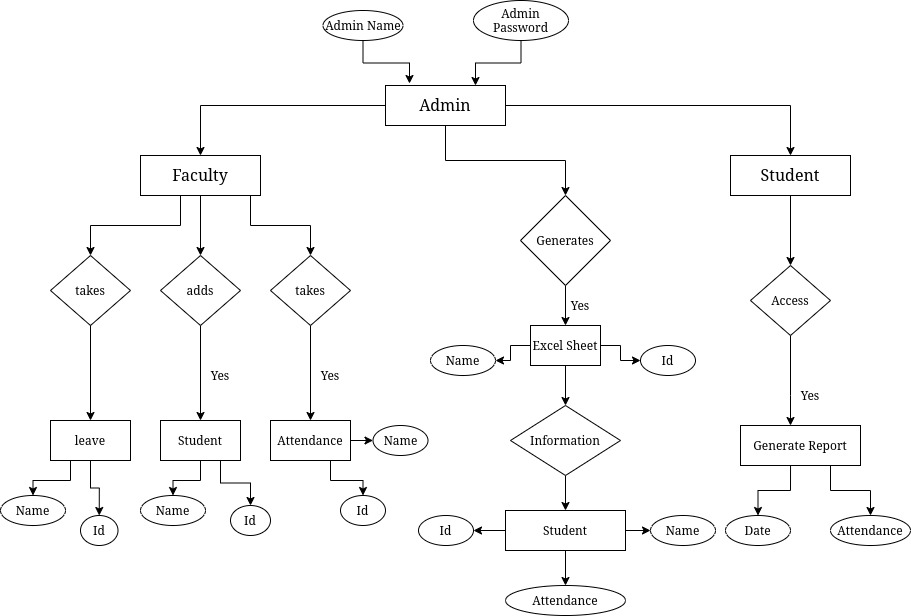 Admin Name
Admin
Password
Admin
Faculty
Student
takes
adds
takes
Generates
Access
Yes
Excel Sheet
Name
Id
Yes
Yes
Yes
leave
Student
Attendance
Name
Information
Generate Report
Name
Id
Name
Id
Id
Id
Student
Name
Date
Attendance
Attendance